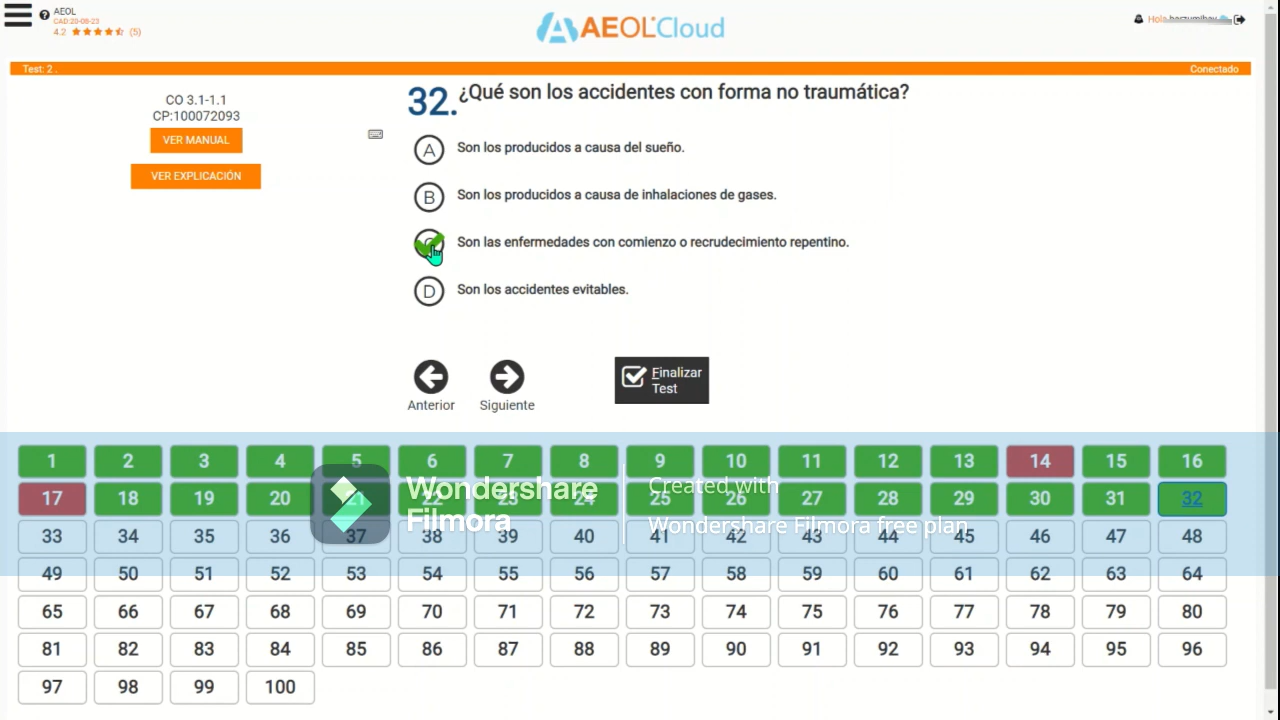 AEOL
CAD:20-08-23
4.2 (5)
AEOL Cloud
Hola
Test: 2 .
Conectado
CO 3.1-1.1
CP:100072093
VER MANUAL
VER EXPLICACIÓN
32. ¿Qué son los accidentes con forma no traumática?
A Son los producidos a causa del sueño.
B Son los producidos a causa de inhalaciones de gases.
Son las enfermedades con comienzo o recrudecimiento repentino.
D Son los accidentes evitables.
Anterior
Siguiente
Finalizar
Test
1 2 3 4 5 6 7 8 9 10 11 12 13 14 15 16
17 18 19 20 21 22 23 24 25 26 27 28 29 30 31 32
Wondershare
Filmora
Created with
Wondershare Filmora free plan
33 34 35 36 37 38 39 40 41 42 43 44 45 46 47 48
49 50 51 52 53 54 55 56 57 58 59 60 61 62 63 64
65 66 67 68 69 70 71 72 73 74 75 76 77 78 79 80
81 82 83 84 85 86 87 88 89 90 91 92 93 94 95 96
97 98 99 100